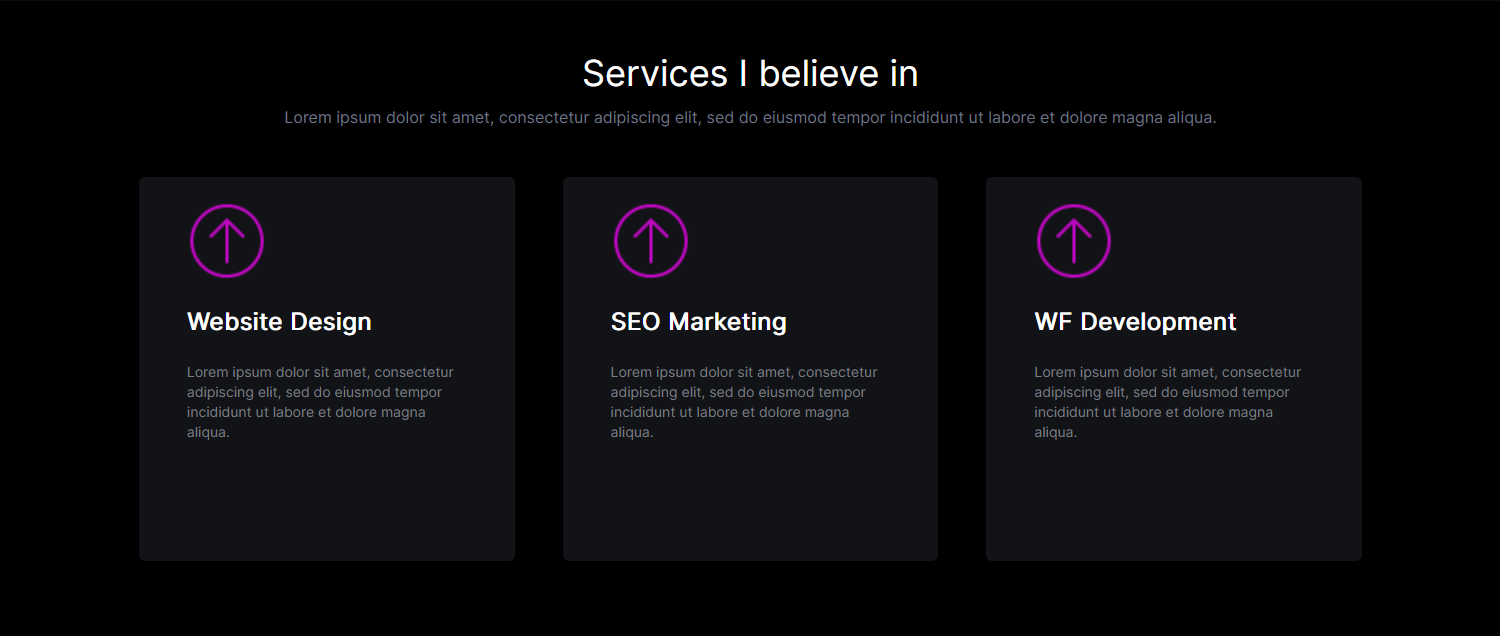 Services I believe in
Lorem ipsum dolor sit amet, consectetur adipiscing elit, sed do eiusmod tempor incididunt ut labore et dolore magna aliqua.
Website Design
Lorem ipsum dolor sit amet, consectetur
adipiscing elit, sed do eiusmod tempor
incididunt ut labore et dolore magna
aliqua.
SEO Marketing
Lorem ipsum dolor sit amet, consectetur
adipiscing elit, sed do eiusmod tempor
incididunt ut labore et dolore magna
aliqua.
WF Development
Lorem ipsum dolor sit amet, consectetur
adipiscing elit, sed do eiusmod tempor
incididunt ut labore et dolore magna
aliqua.